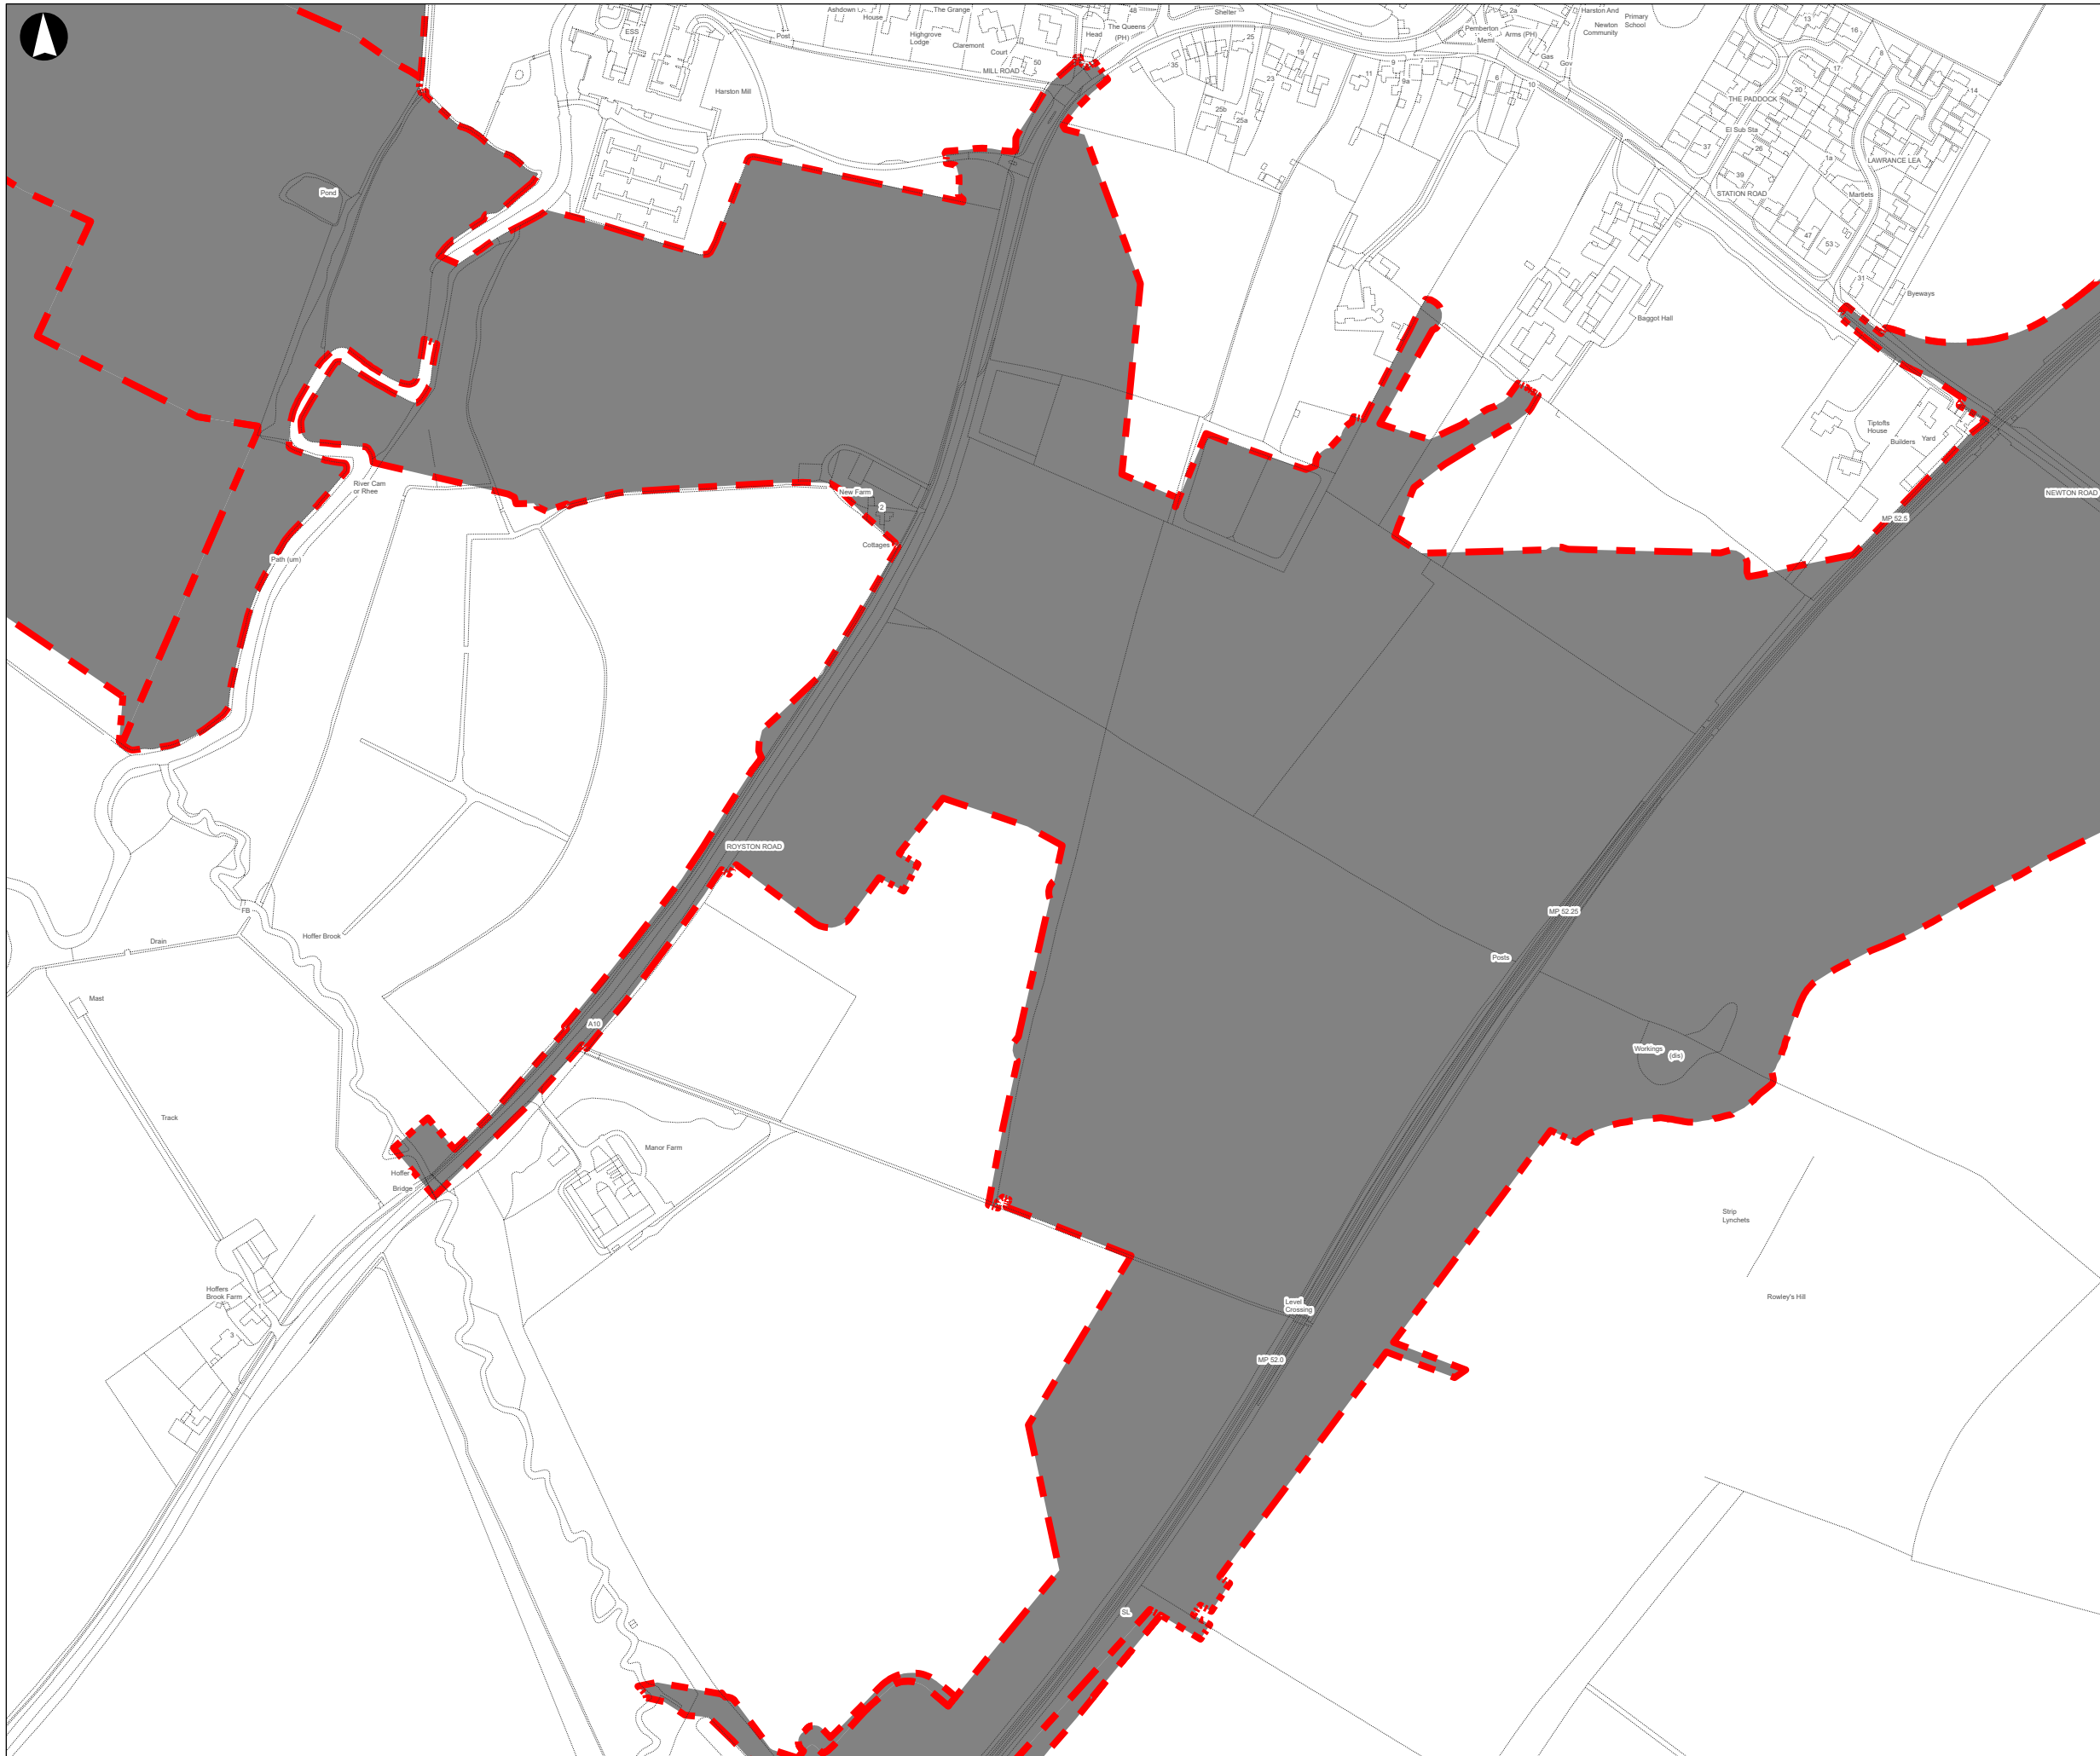 ESS
Post
Ashdown
House
The Grange
Highgrove
Lodge
Claremont
Court
MILL ROAD
50
Head
48
The Queens
(PH)
Shelter
25
35
19
23
25b
25a
11
9
9a
7
6
10
Pemberton
Meml
2a
Arms (PH)
Gas
Gov
Harston And
Newton
Community
Primary
School
13
16
8
17
14
THE PADDOCK
20
El Sub Sta
26
37
39
1a
LAWRANCE LEA
STATION ROAD
Martlets
47
53
31
Byeways
Harston Mill
Pond
Baggot Hall
Tiptofts
House
Builders
Yard
NEWTON ROAD
MP 52.5
River Cam
or Rhee
New Farm
2
Cottages
Path (um)
ROYSTON ROAD
FB
Hoffer Brook
Drain
MP 52.25
Posts
Mast
A10
Workings
(dis)
Track
Manor Farm
Hoffer
Bridge
Strip
Lynchets
Hoffers
Brook Farm
1
3
Level
Crossing
Rowley's Hill
MP 52.0
SL